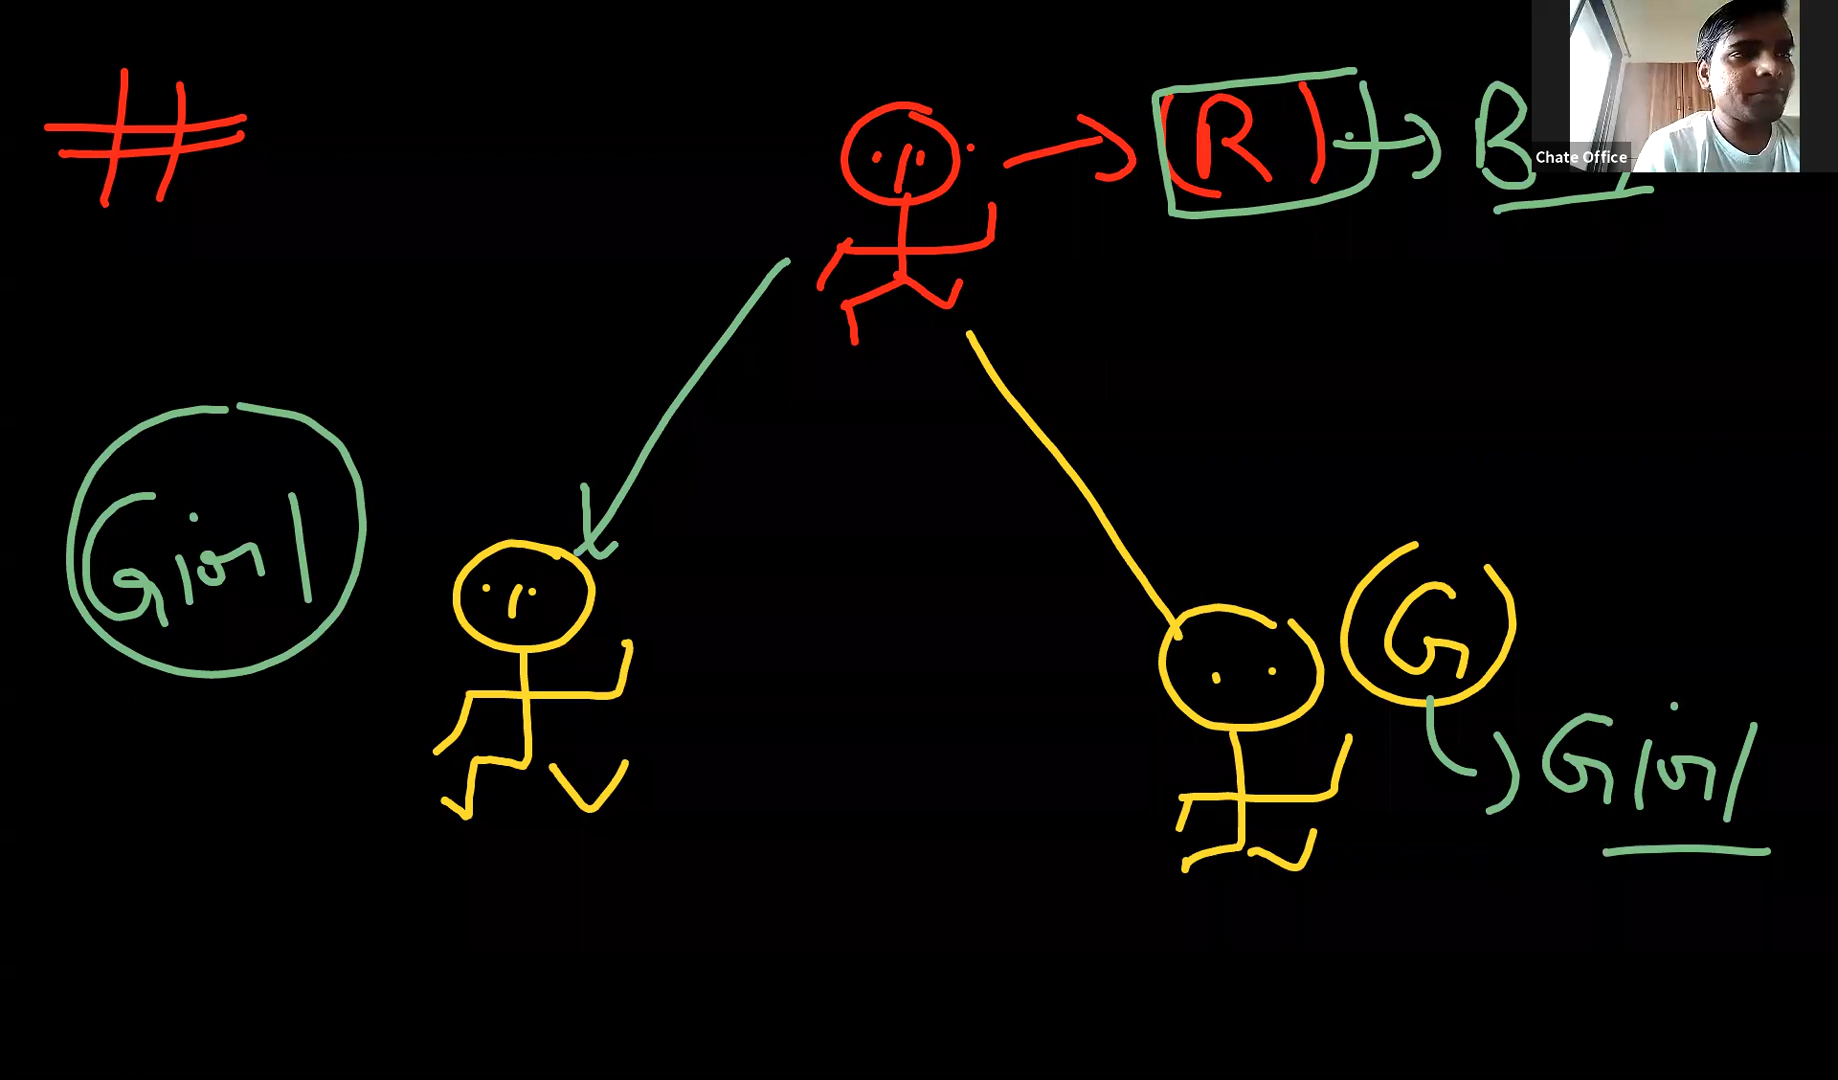 #
(R) → B
Chate Office
Girl
G
Girl